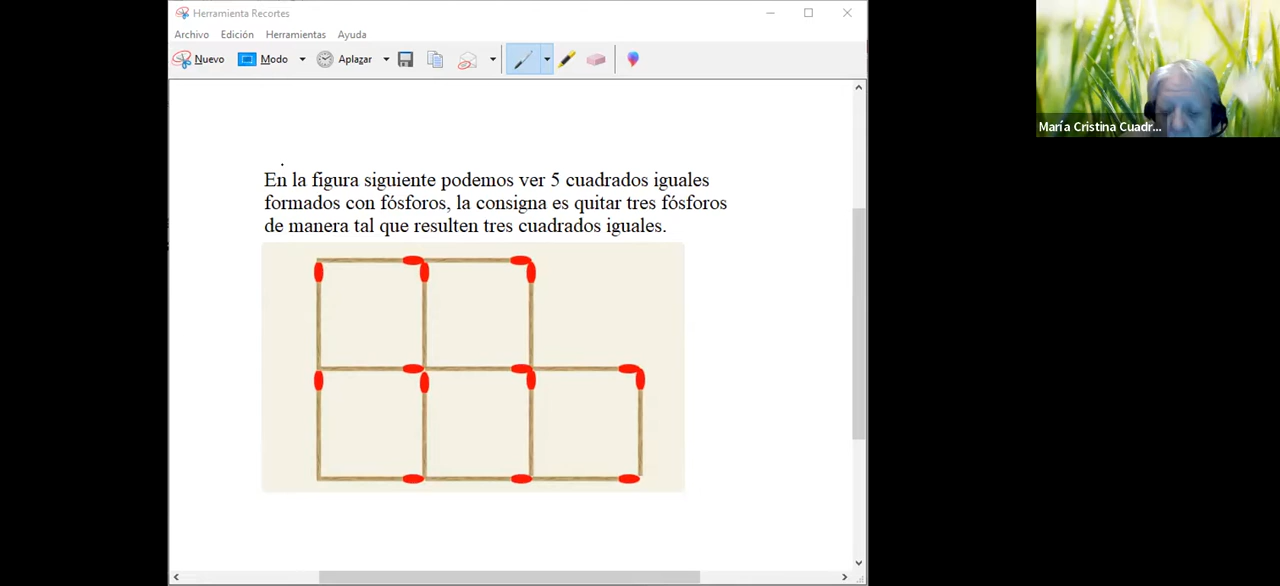 Herramienta Recortes
Archivo Edición Herramientas Ayuda
Nuevo Modo Aplazar
En la figura siguiente podemos ver 5 cuadrados iguales
formados con fósforos, la consigna es quitar tres fósforos
de manera tal que resulten tres cuadrados iguales.
María Cristina Cuadr...